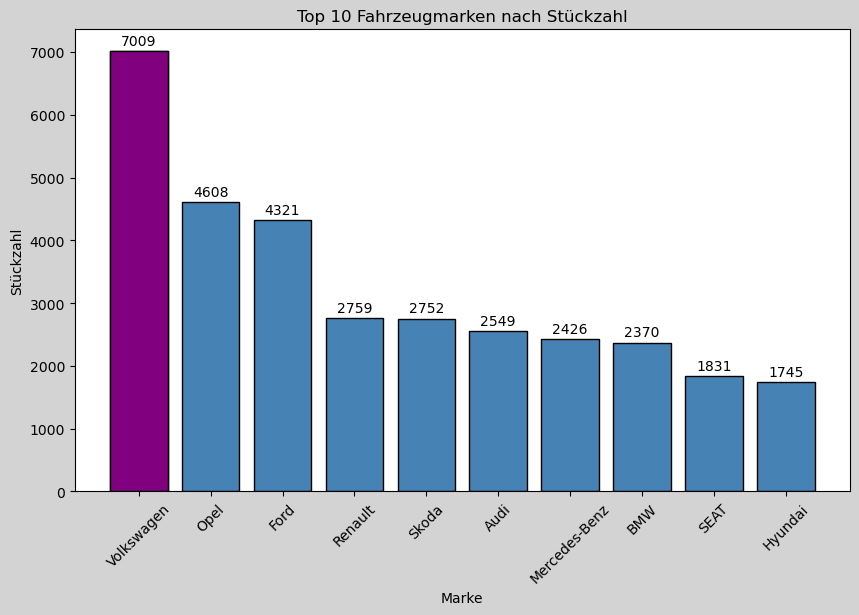 Top 10 Fahrzeugmarken nach Stückzahl
Stückzahl
7000
6000
5000
4000
3000
2000
1000
0
7009
4608
4321
2759
2752
2549
2426
2370
1831
1745
Volkswagen
Opel
Ford
Renault
Skoda
Audi
Mercedes-Benz
BMW
SEAT
Hyundai
Marke